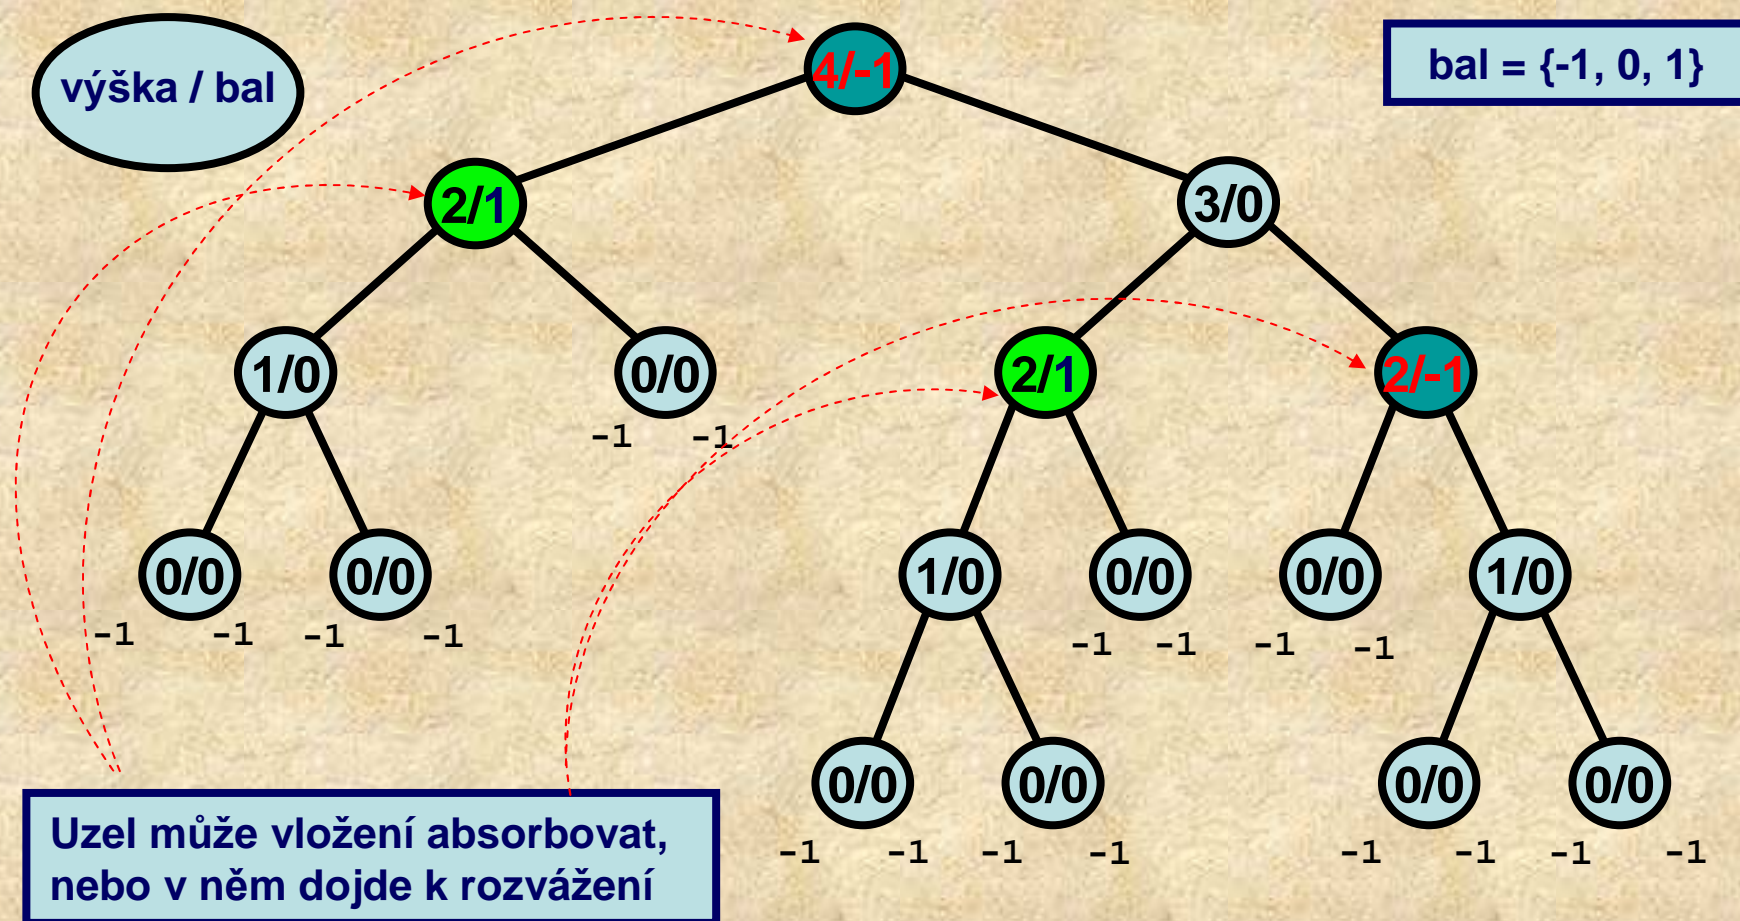 výška / bal
4/-1
bal = {-1, 0, 1}
2/1
3/0
1/0
0/0
2/1
2/-1
-1 -1
0/0
0/0
1/0
0/0
0/0
1/0
-1 -1 -1 -1
-1 -1 -1 -1
0/0
0/0
0/0
0/0
-1 -1 -1 -1
-1 -1 -1 -1
Uzel může vložení absorbovat,
nebo v něm dojde k rozvážení